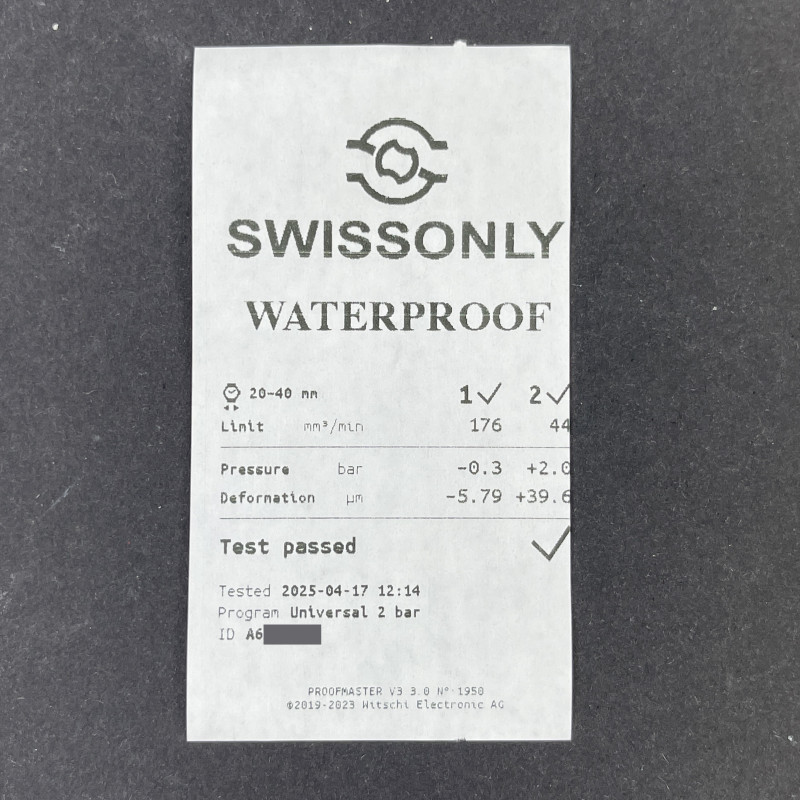 SWISSONLY
WATERPROOF
20-40 mm 1✓ 2✓
Limit mm³/min 176 44
Pressure bar -0.3 +2.0
Deformation µm -5.79 +39.6
Test passed ✓
Tested 2025-04-17 12:14
Program Universal 2 bar
ID A6
PROOFMASTER V3 3.0 N° 1950
©2019-2023 Witschi Electronic AG